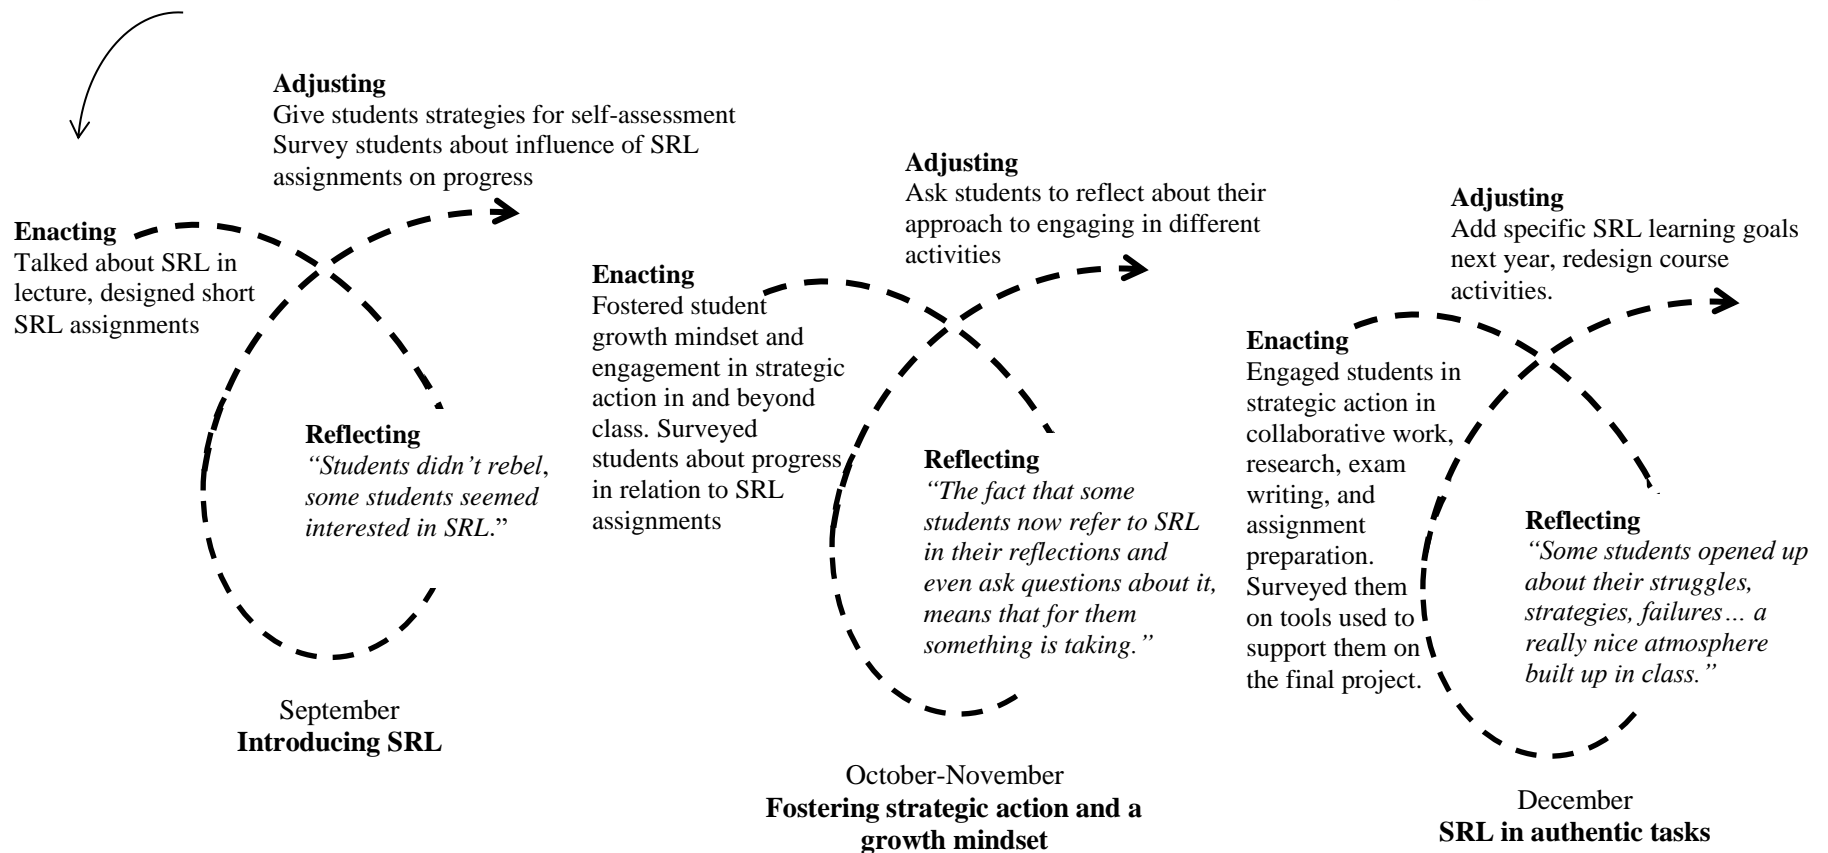 Adjusting
Give students strategies for self-assessment
Survey students about influence of SRL
assignments on progress
Enacting
Talked about SRL in
lecture, designed short
SRL assignments
Reflecting
“Students didn’t rebel,
some students seemed
interested in SRL.”
September
Introducing SRL
Adjusting
Ask students to reflect about their
approach to engaging in different
activities
Enacting
Fostered student
growth mindset and
engagement in strategic
action in and beyond
class. Surveyed
students about progress
in relation to SRL
assignments
Reflecting
“The fact that some
students now refer to SRL
in their reflections and
even ask questions about it,
means that for them
something is taking.”
October-November
Fostering strategic action and a
growth mindset
Adjusting
Add specific SRL learning goals
next year, redesign course
activities.
Enacting
Engaged students in
strategic action in
collaborative work,
research, exam
writing, and
assignment
preparation.
Surveyed them
on tools used to
support them on
the final project.
Reflecting
“Some students opened up
about their struggles,
strategies, failures… a
really nice atmosphere
built up in class.”
December
SRL in authentic tasks